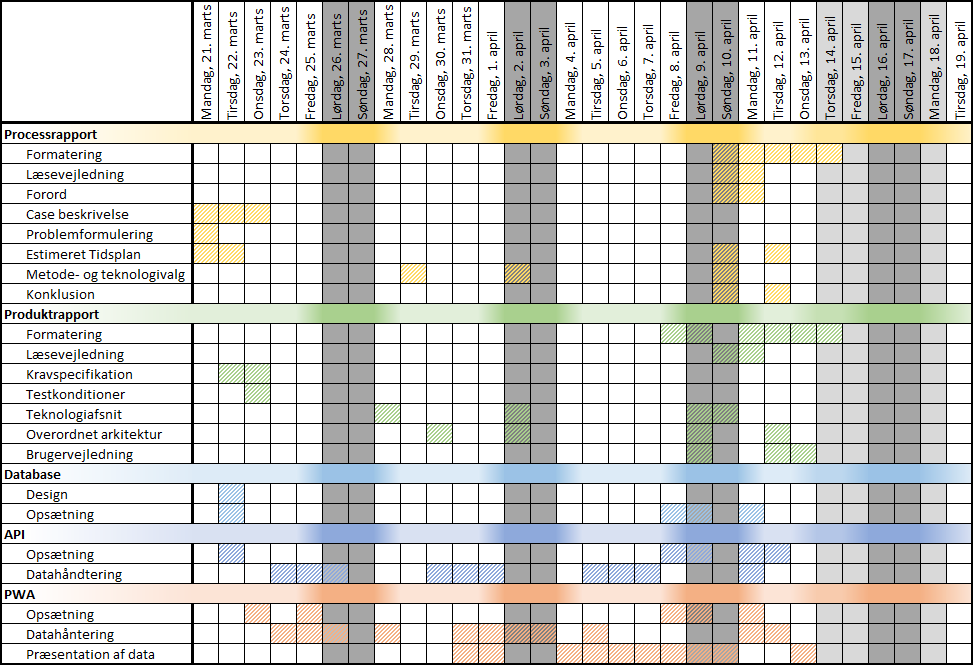 Mandag, 21. marts
Tirsdag, 22. marts
Onsdag, 23. marts
Torsdag, 24. marts
Fredag, 25. marts
Lørdag, 26. marts
Søndag, 27. marts
Mandag, 28. marts
Tirsdag, 29. marts
Onsdag, 30. marts
Torsdag, 31. marts
Fredag, 1. april
Lørdag, 2. april
Søndag, 3. april
Mandag, 4. april
Tirsdag, 5. april
Onsdag, 6. april
Torsdag, 7. april
Fredag, 8. april
Lørdag, 9. april
Søndag, 10. april
Mandag, 11. april
Tirsdag, 12. april
Onsdag, 13. april
Torsdag, 14. april
Fredag, 15. april
Lørdag, 16. april
Søndag, 17. april
Mandag, 18. april
Tirsdag, 19. april
Processrapport
Formatering
Læsevejledning
Forord
Case beskrivelse
Problemformulering
Estimeret Tidsplan
Metode- og teknologivalg
Konklusion
Produktrapport
Formatering
Læsevejledning
Kravspecifikation
Testkonditioner
Teknologiafsnit
Overordnet arkitektur
Brugervejledning
Database
Design
Opsætning
API
Opsætning
Datahåndtering
PWA
Opsætning
Datahåntering
Præsentation af data